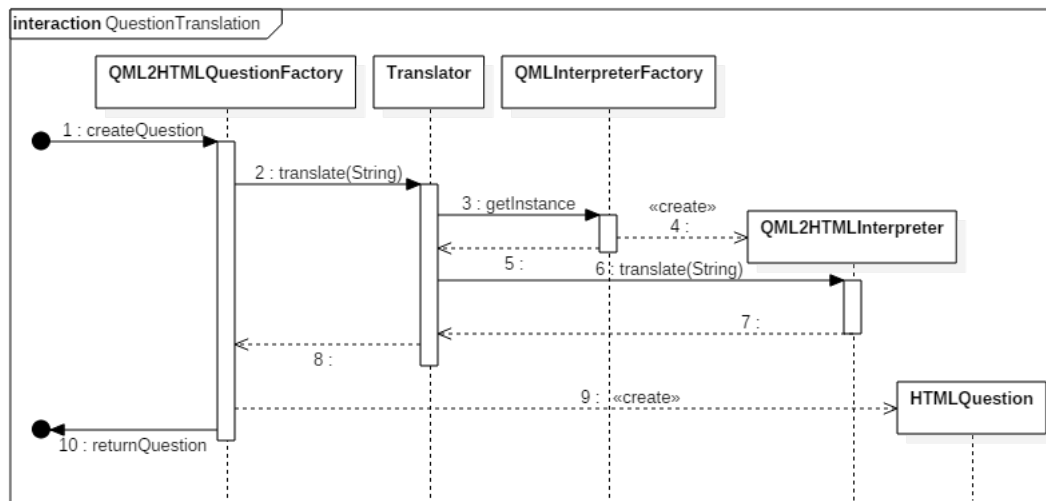 interaction QuestionTranslation
QML2HTMLQuestionFactory
Translator
QMLInterpreterFactory
1 : createQuestion
2 : translate(String)
3 : getInstance
«create»
4 :
QML2HTMLInterpreter
5 :
6 : translate(String)
7 :
8 :
9 : «create»
HTMLQuestion
10 : returnQuestion